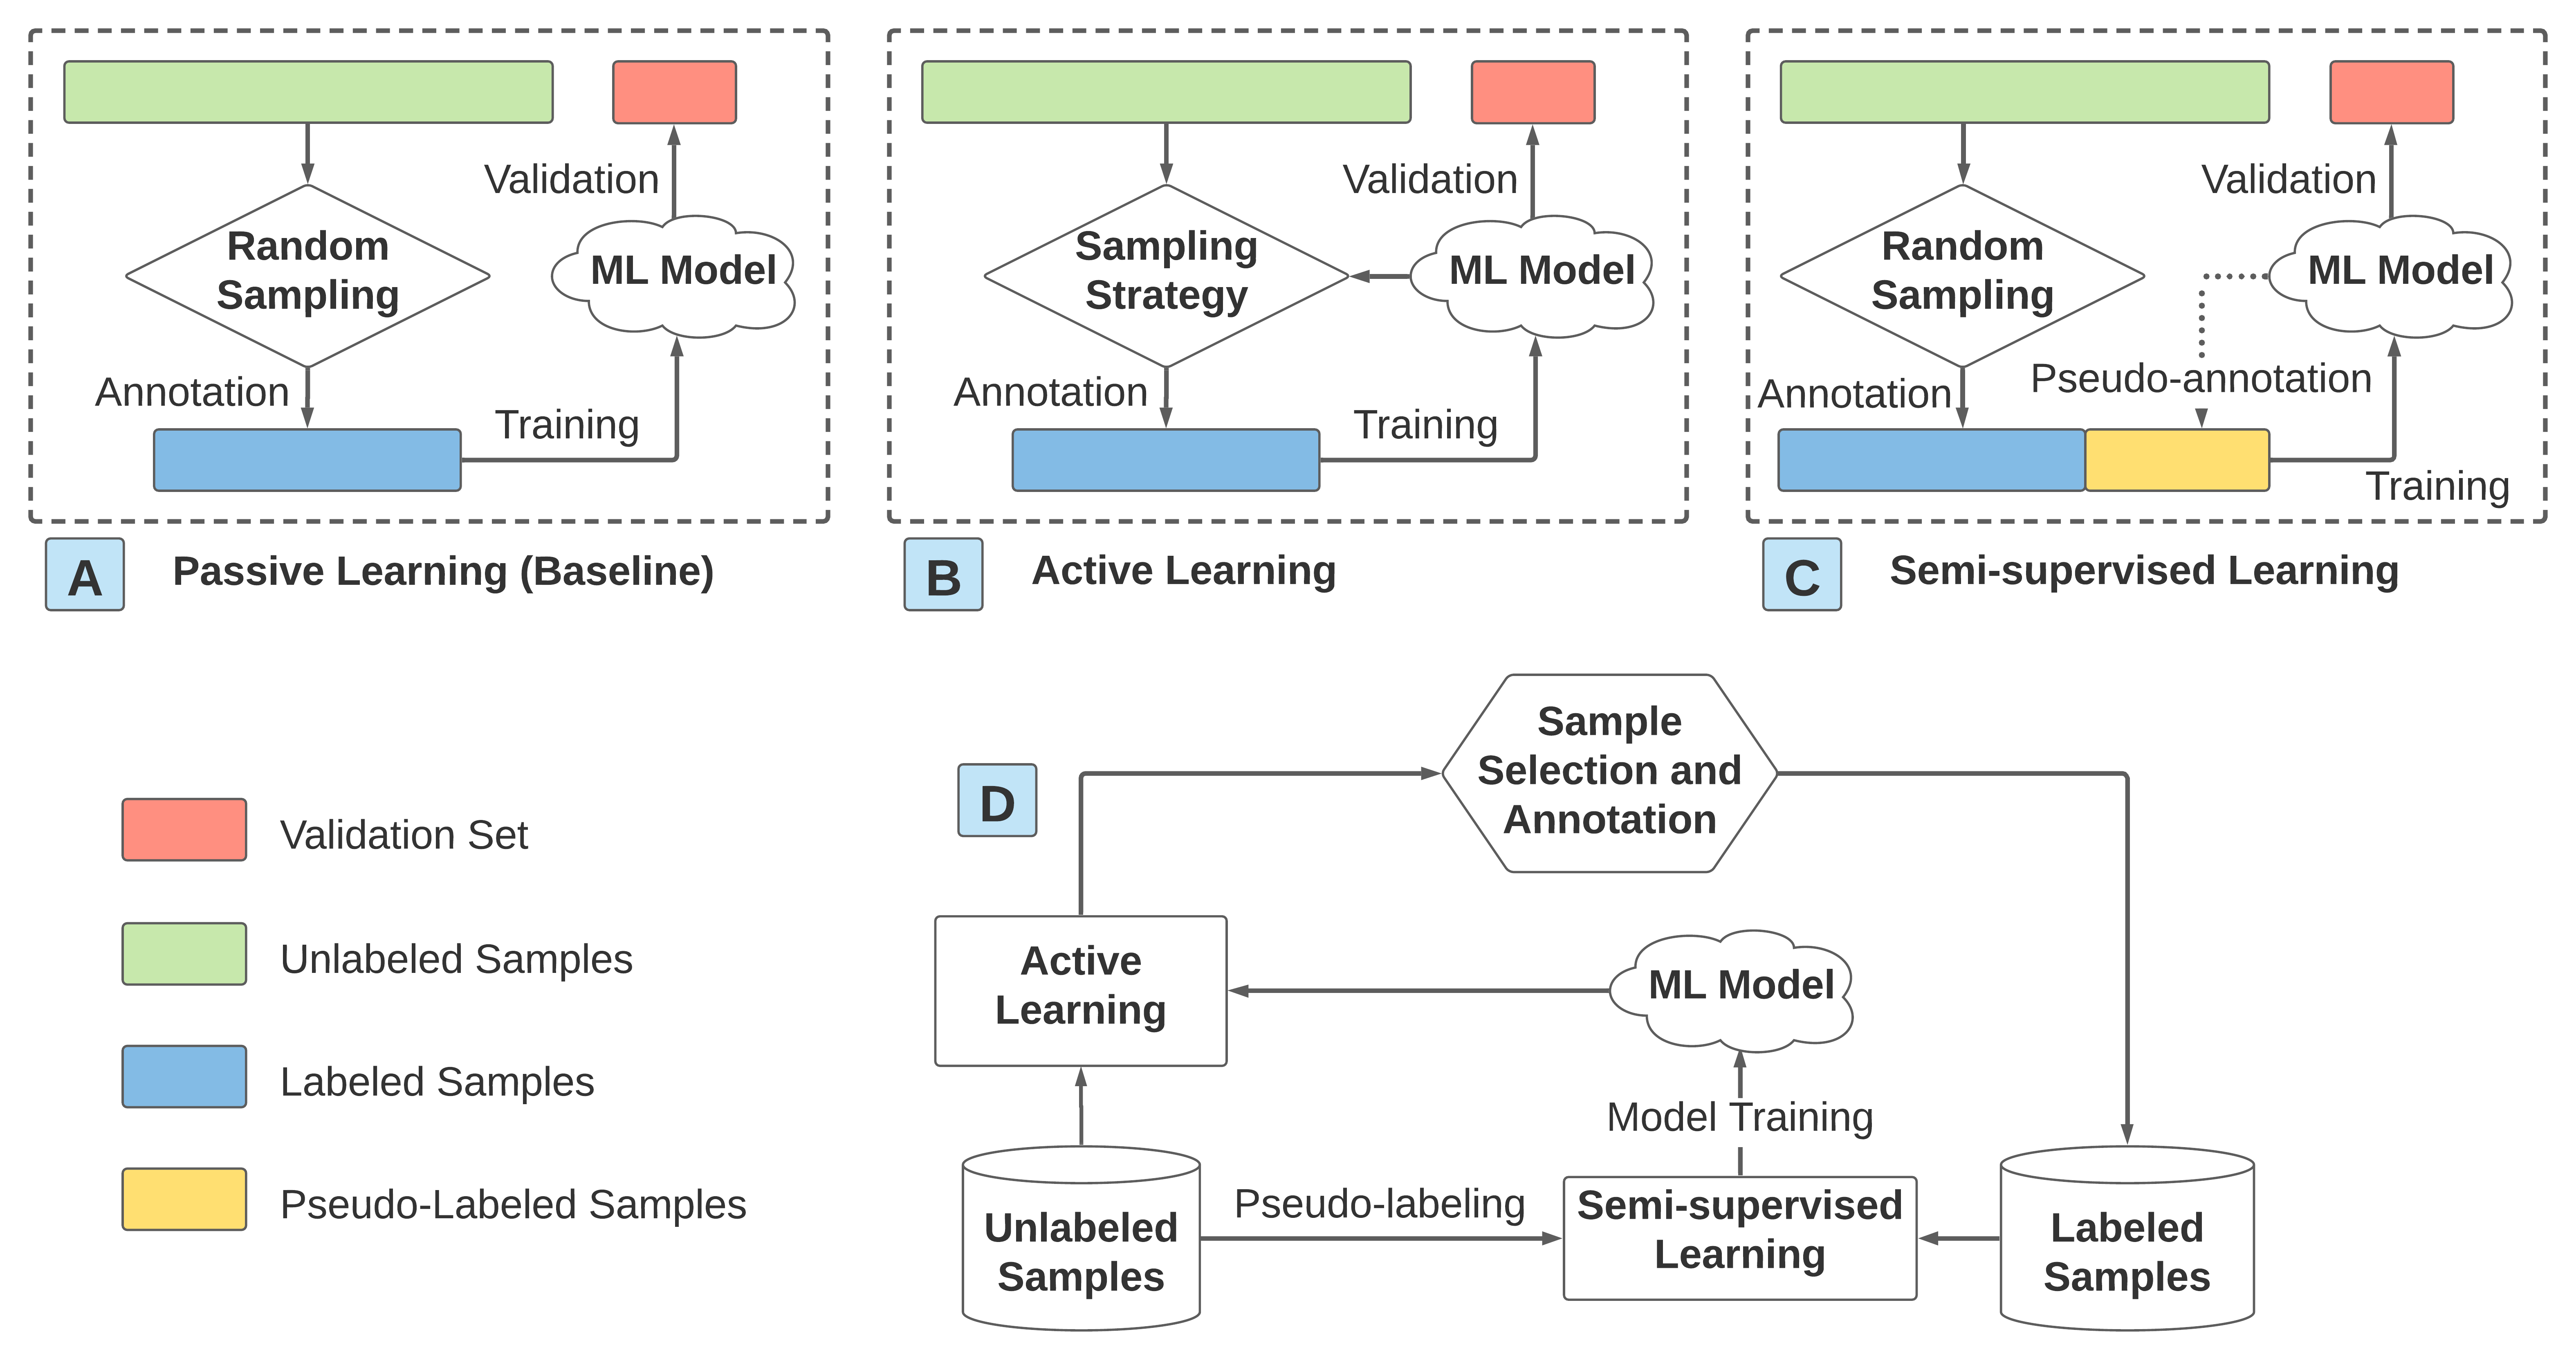 Validation
Random
Sampling
ML Model
Annotation
Training
A
Passive Learning (Baseline)
Validation
Sampling
Strategy
ML Model
Annotation
Training
B
Active Learning
Validation
Random
Sampling
ML Model
Pseudo-annotation
Annotation
Training
C
Semi-supervised Learning
Validation Set
Unlabeled Samples
Labeled Samples
Pseudo-Labeled Samples
D
Sample
Selection and
Annotation
Active
Learning
ML Model
Model Training
Unlabeled
Samples
Pseudo-labeling
Semi-supervised
Learning
Labeled
Samples